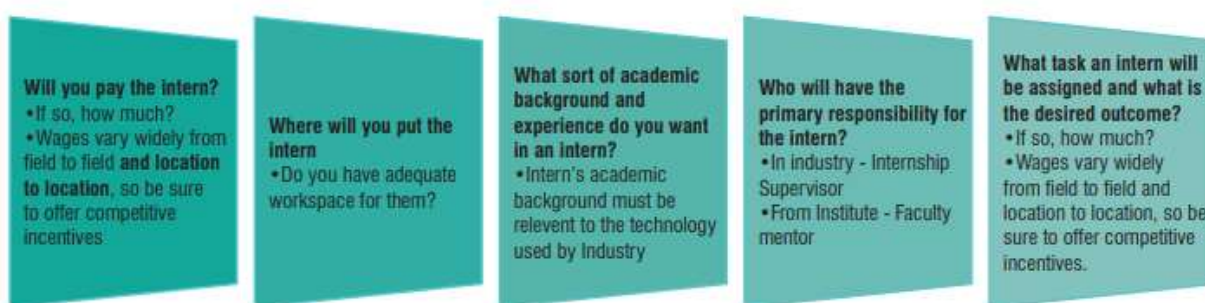 Will you pay the intern?
•If so, how much?
•Wages vary widely from
field to field and location
to location, so be sure
to offer competitive
incentives
Where will you put the
intern
•Do you have adequate
workspace for them?
What sort of academic
background and
experience do you want
in an intern?
•Intern's academic
background must be
relevent to the technology
used by Industry
Who will have the
primary responsibility for
the intern?
•In industry - Internship
Supervisor
•From Institute - Faculty
mentor
What task an intern will
be assigned and what is
the desired outcome?
•If so, how much?
•Wages vary widely
from field to field and
location to location, so be
sure to offer competitive
incentives.